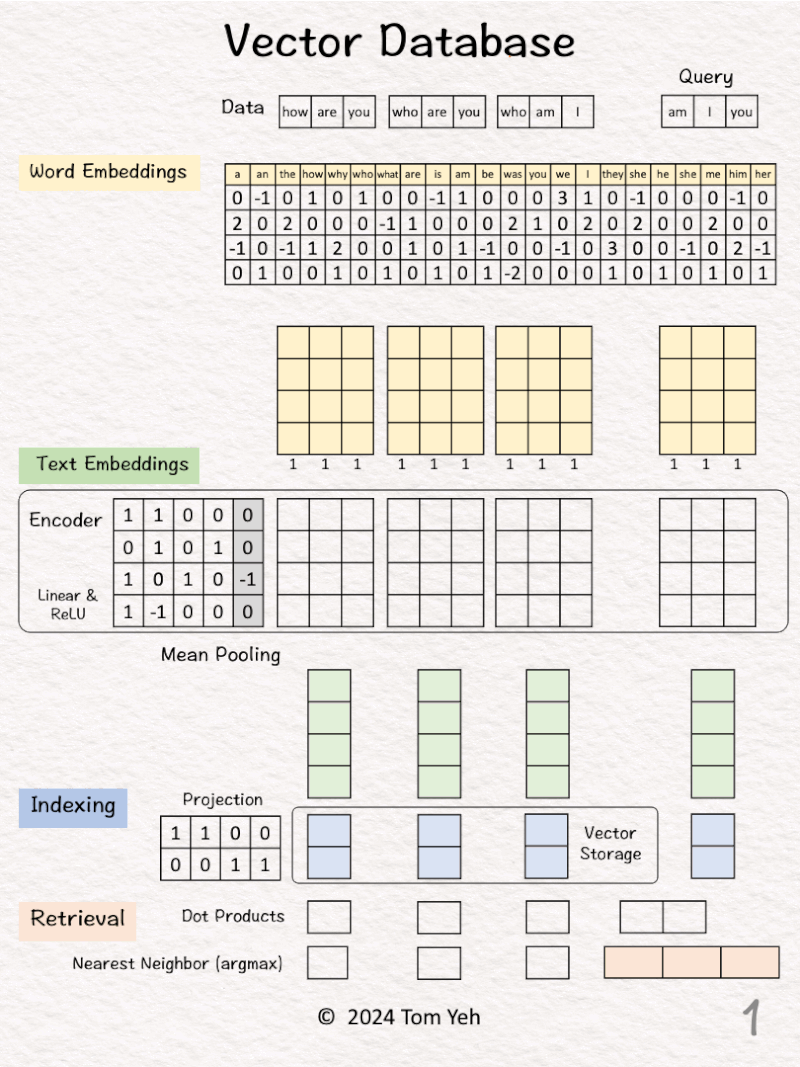 Vector Database
Query
Data how are you who are you who am I am I you
Word Embeddings
a an the how why who what are is am be was you we I they she he she me him her
0 -1 0 1 0 1 0 0 -1 1 0 0 0 3 1 0 -1 0 0 0 -1 0
2 0 2 0 0 0 -1 1 0 0 0 2 1 0 2 0 2 0 0 2 0 0
-1 0 -1 1 2 0 0 1 0 1 -1 0 0 -1 0 3 0 0 -1 0 2 -1
0 1 0 0 1 0 1 0 1 0 1 -2 0 0 0 1 0 1 0 1 0 1
Text Embeddings
1 1 1 1 1 1 1 1 1 1 1 1
Encoder
Linear &
ReLU
1 1 0 0 0
0 1 0 1 0
1 0 1 0 -1
1 -1 0 0 0
Mean Pooling
Indexing
Projection
1 1 0 0
0 0 1 1
Vector
Storage
Retrieval
Dot Products
Nearest Neighbor (argmax)
© 2024 Tom Yeh
1